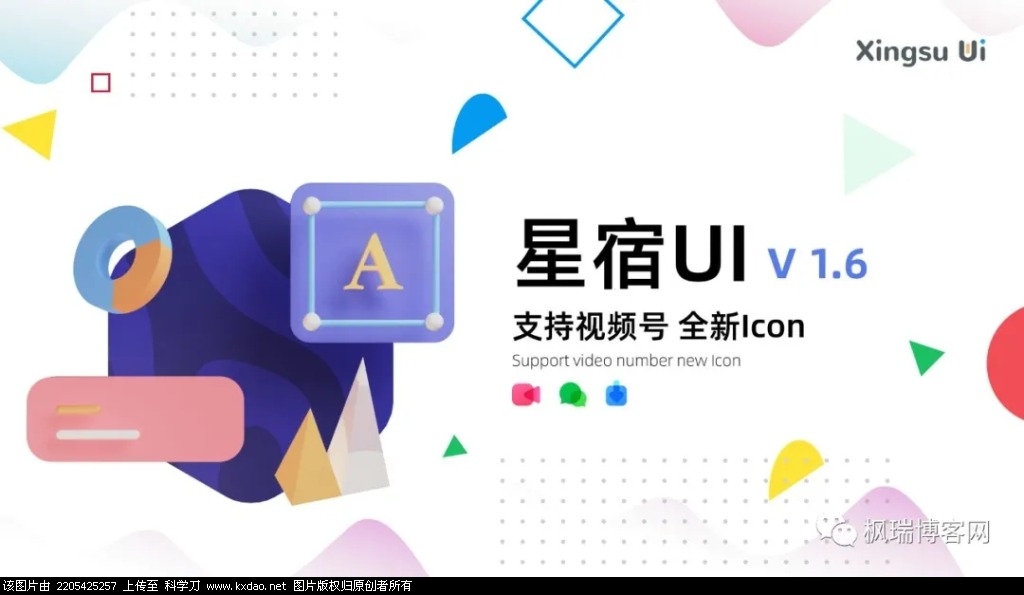 Xingsu Ui
A
星宿UI V 1.6
支持视频号 全新Icon
Support video number new Icon
枫瑞博客网
该图片由 2205425257 上传至 科学刀 www.kxdao.net 图片版权归原创者所有